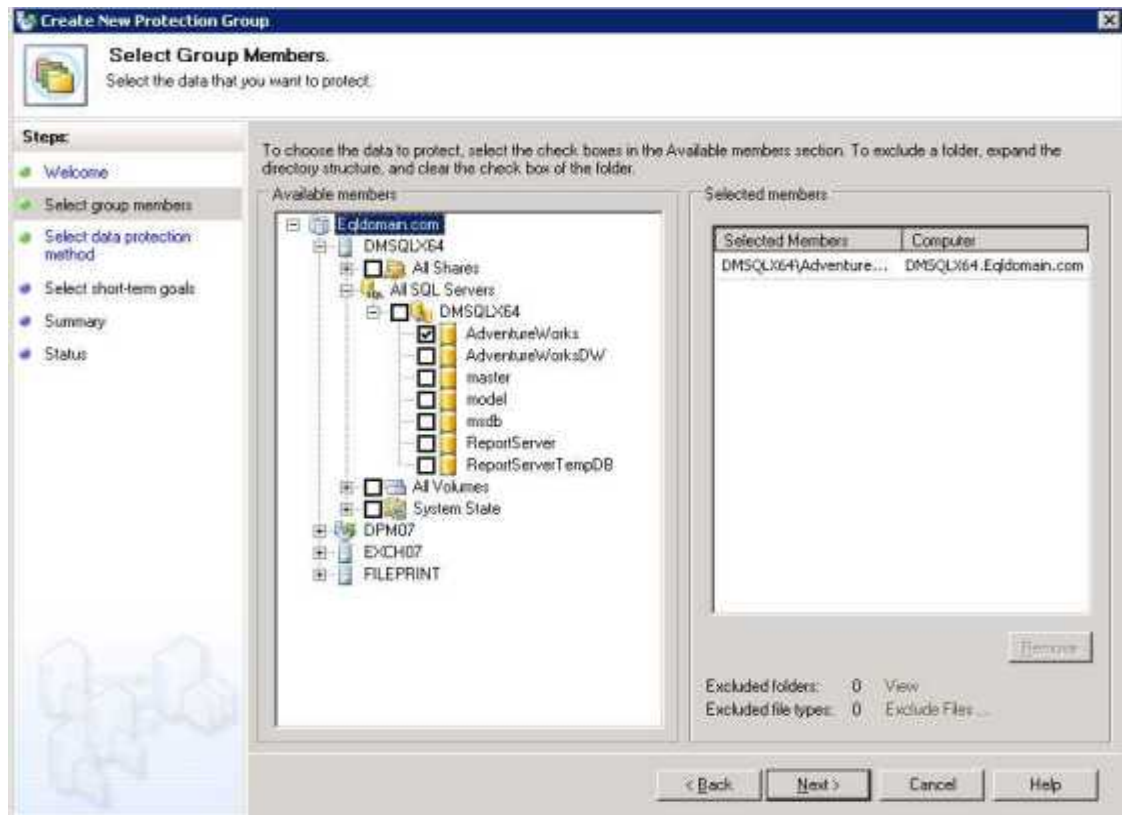 Create New Protection Group
Select Group Members.
Select the data that you want to protect.
Steps:
Welcome
Select group members
Select data protection
method
Select short-term goals
Summary
Status
To choose the data to protect, select the check boxes in the Available members section. To exclude a folder, expand the
directory structure, and clear the check box of the folder.
Available members
Eqldomain.com
DMSQLX64
All Shares
All SQL Servers
DMSQLX64
AdventureWorks
AdventureWorksDW
master
model
msdb
ReportServer
ReportServerTempDB
All Volumes
System State
DPM07
EXCH07
FILEPRINT
Selected members
Selected Members Computer
DMSQLX64\Adventure... DMSQLX64.Eqldomain.com
Remove
Excluded folders: 0 View
Excluded file types: 0 Exclude Files ...
< Back Next > Cancel Help